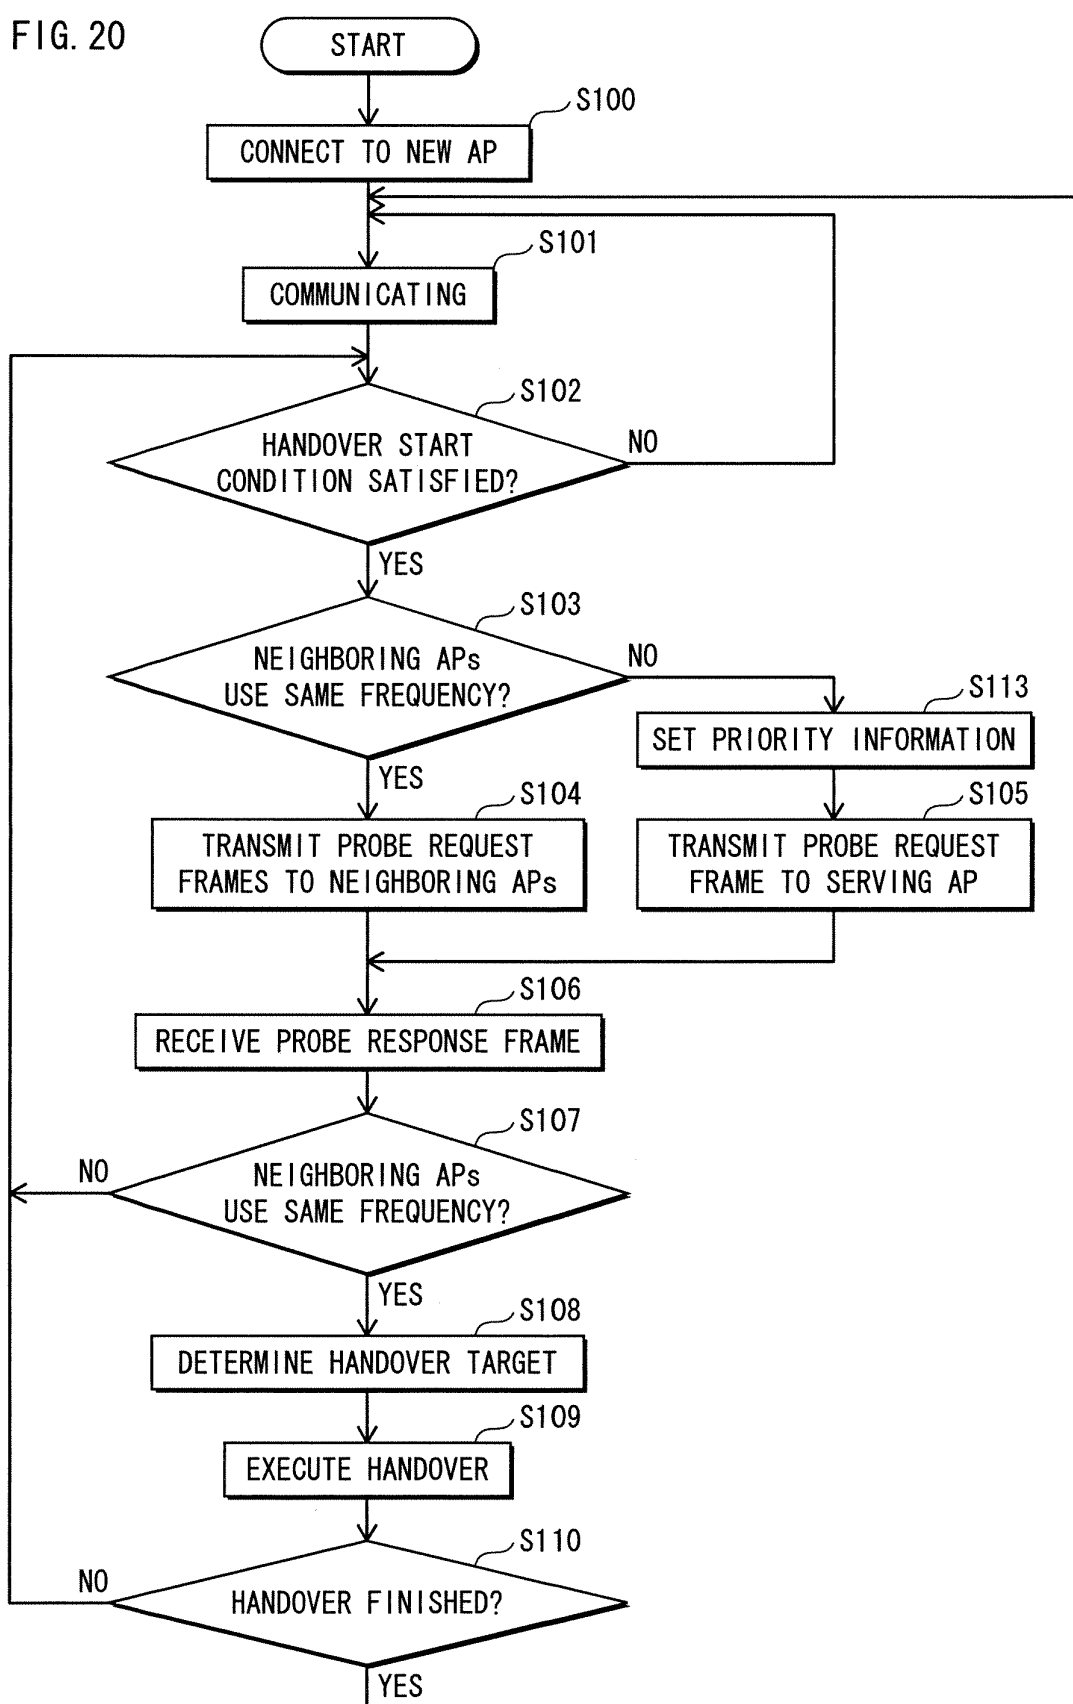 FIG. 20
START
S100
CONNECT TO NEW AP
S101
COMMUNICATING
S102
HANDOVER START
CONDITION SATISFIED?
NO
YES
S103
NEIGHBORING APs
USE SAME FREQUENCY?
NO
YES
S113
SET PRIORITY INFORMATION
S104
TRANSMIT PROBE REQUEST
FRAMES TO NEIGHBORING APs
S105
TRANSMIT PROBE REQUEST
FRAME TO SERVING AP
S106
RECEIVE PROBE RESPONSE FRAME
S107
NEIGHBORING APs
USE SAME FREQUENCY?
NO
YES
S108
DETERMINE HANDOVER TARGET
S109
EXECUTE HANDOVER
S110
HANDOVER FINISHED?
NO
YES